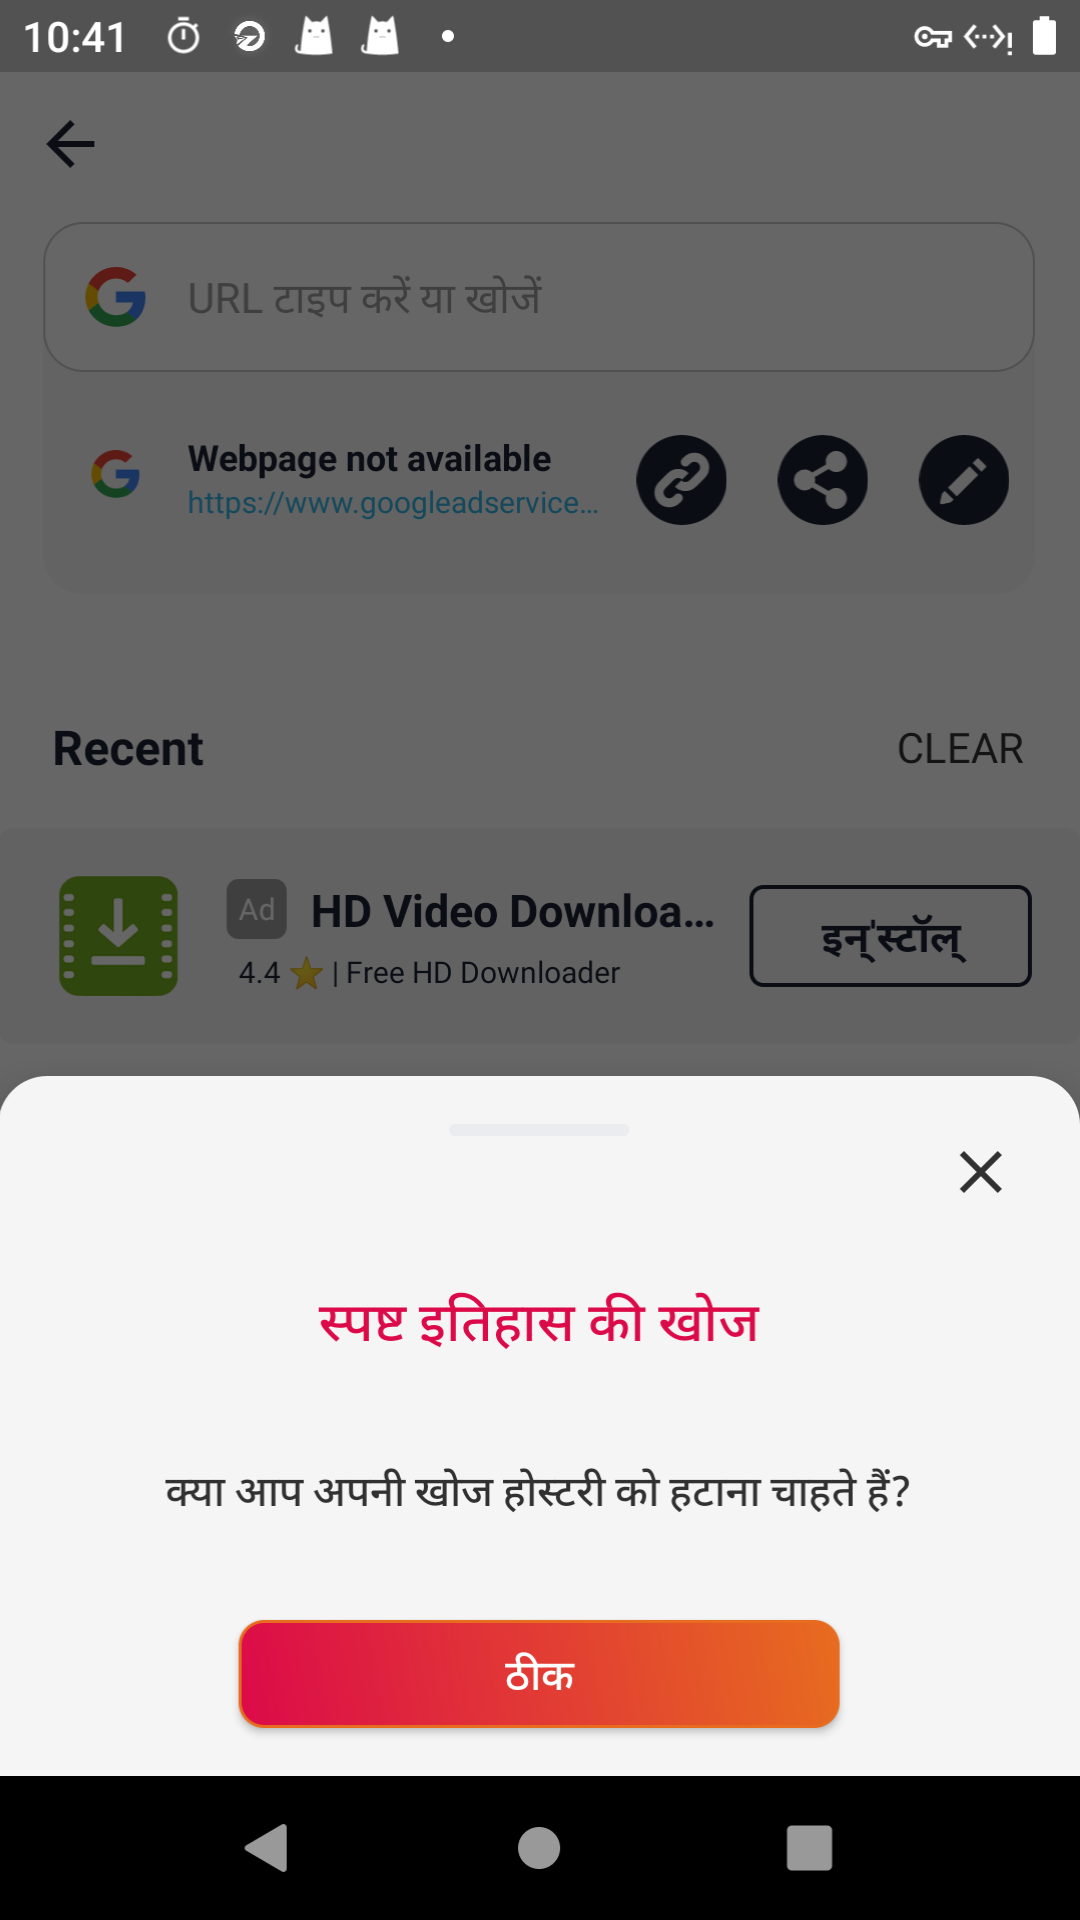 10:41
URL टाइप करें या खोजें
Webpage not available
https://www.googleadservice...
Recent
CLEAR
Ad
HD Video Downloa...
इन्'स्टॉल्
4.4 ⭐ | Free HD Downloader
स्पष्ट इतिहास की खोज
क्या आप अपनी खोज होस्टरी को हटाना चाहते हैं?
ठीक